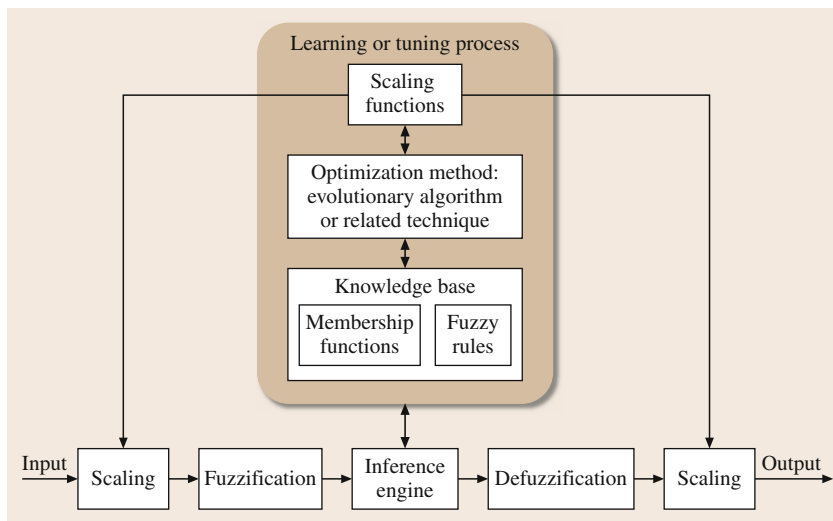 Learning or tuning process
Scaling
functions
Optimization method:
evolutionary algorithm
or related technique
Knowledge base
Membership
functions
Fuzzy
rules
Input
Scaling
Fuzzification
Inference
engine
Defuzzification
Scaling
Output